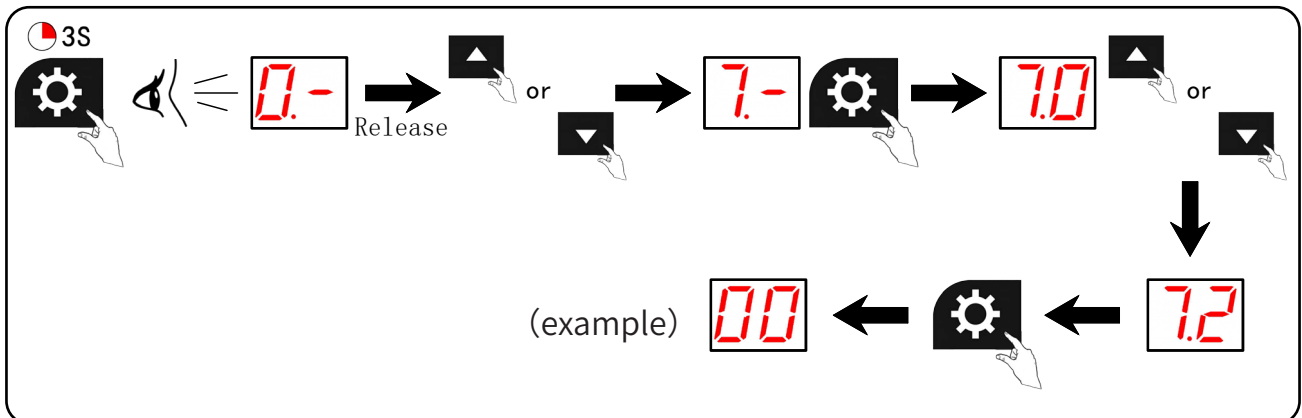 3S
0.-
Release
or
7.-
7.0
or
7.2
00
(example)